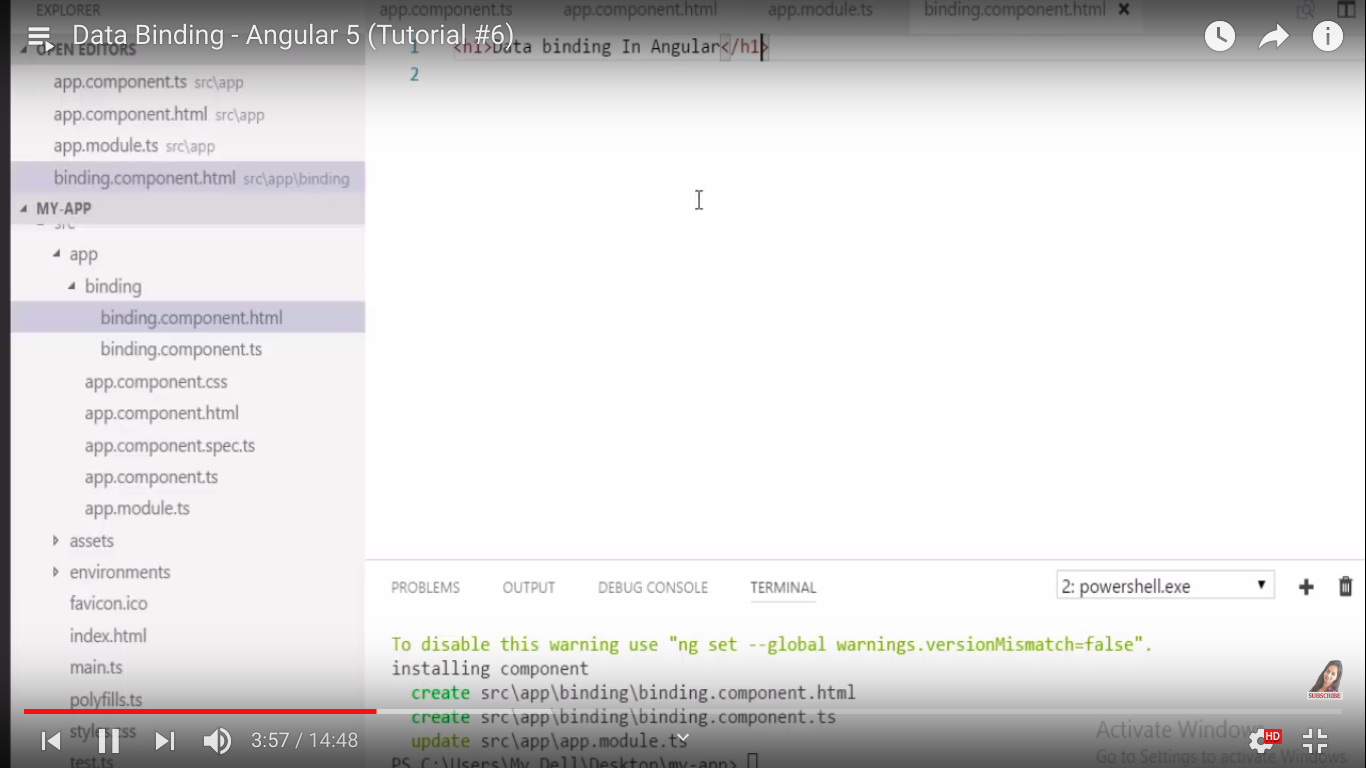 EXPLORER
app.component.ts app.component.html app.module.ts binding.component.html ×
Data Binding - Angular 5 (Tutorial #6)
OPEN EDITORS
app.component.ts src\app
app.component.html src\app
app.module.ts src\app
binding.component.html src\app\binding
MY-APP
src
app
binding
binding.component.html
binding.component.ts
app.component.css
app.component.html
app.component.spec.ts
app.component.ts
app.module.ts
assets
environments
favicon.ico
index.html
main.ts
polyfills.ts
styles.css
test.ts
1 <h1>Data binding In Angular</h1>
2
PROBLEMS OUTPUT DEBUG CONSOLE TERMINAL 2: powershell.exe
To disable this warning use "ng set --global warnings.versionMismatch=false".
installing component
create src\app\binding\binding.component.html
create src\app\binding\binding.component.ts
update src\app\app.module.ts
PS C:\Users\My Dell\Desktop\my-app>
SUBSCRIBE
Activate Windows
Go to Settings to activate Windows.
3:57 / 14:48
HD